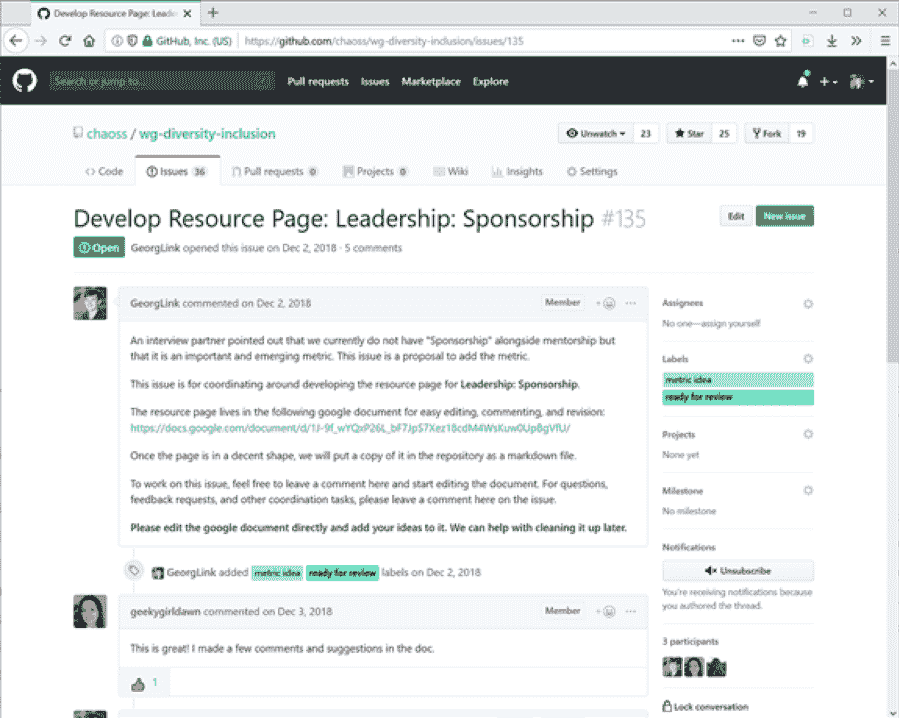 Develop Resource Page: Leade
GitHub, Inc. (US) https://github.com/chaoss/wg-diversity-inclusion/issues/135
Search or jump to...
Pull requests Issues Marketplace Explore
chaoss / wg-diversity-inclusion
Unwatch 23 Star 25 Fork 19
Code Issues 36 Pull requests 0 Projects 0 Wiki Insights Settings
Develop Resource Page: Leadership: Sponsorship #135
Edit New issue
Open GeorgLink opened this issue on Dec 2, 2018 · 5 comments
GeorgLink commented on Dec 2, 2018 Member
An interview partner pointed out that we currently do not have "Sponsorship" alongside mentorship but
that it is an important and emerging metric. This issue is a proposal to add the metric.
This issue is for coordinating around developing the resource page for Leadership: Sponsorship.
The resource page lives in the following google document for easy editing, commenting, and revision:
https://docs.google.com/document/d/
Once the page is in a decent shape, we will put a copy of it in the repository as a markdown file.
To work on this issue, feel free to leave a comment here and start editing the document. For questions,
feedback requests, and other coordination tasks, please leave a comment here on the issue.
Please edit the google document directly and add your ideas to it. We can help with cleaning it up later.
GeorgLink added metric idea ready for review labels on Dec 2, 2018
geekygirldawn commented on Dec 3, 2018 Member
This is great! I made a few comments and suggestions in the doc.
1
Assignees
No one—assign yourself
Labels
metric idea
ready for review
Projects
None yet
Milestone
No milestone
Notifications
Unsubscribe
You're receiving notifications because
you authored the thread.
3 participants
Lock conversation